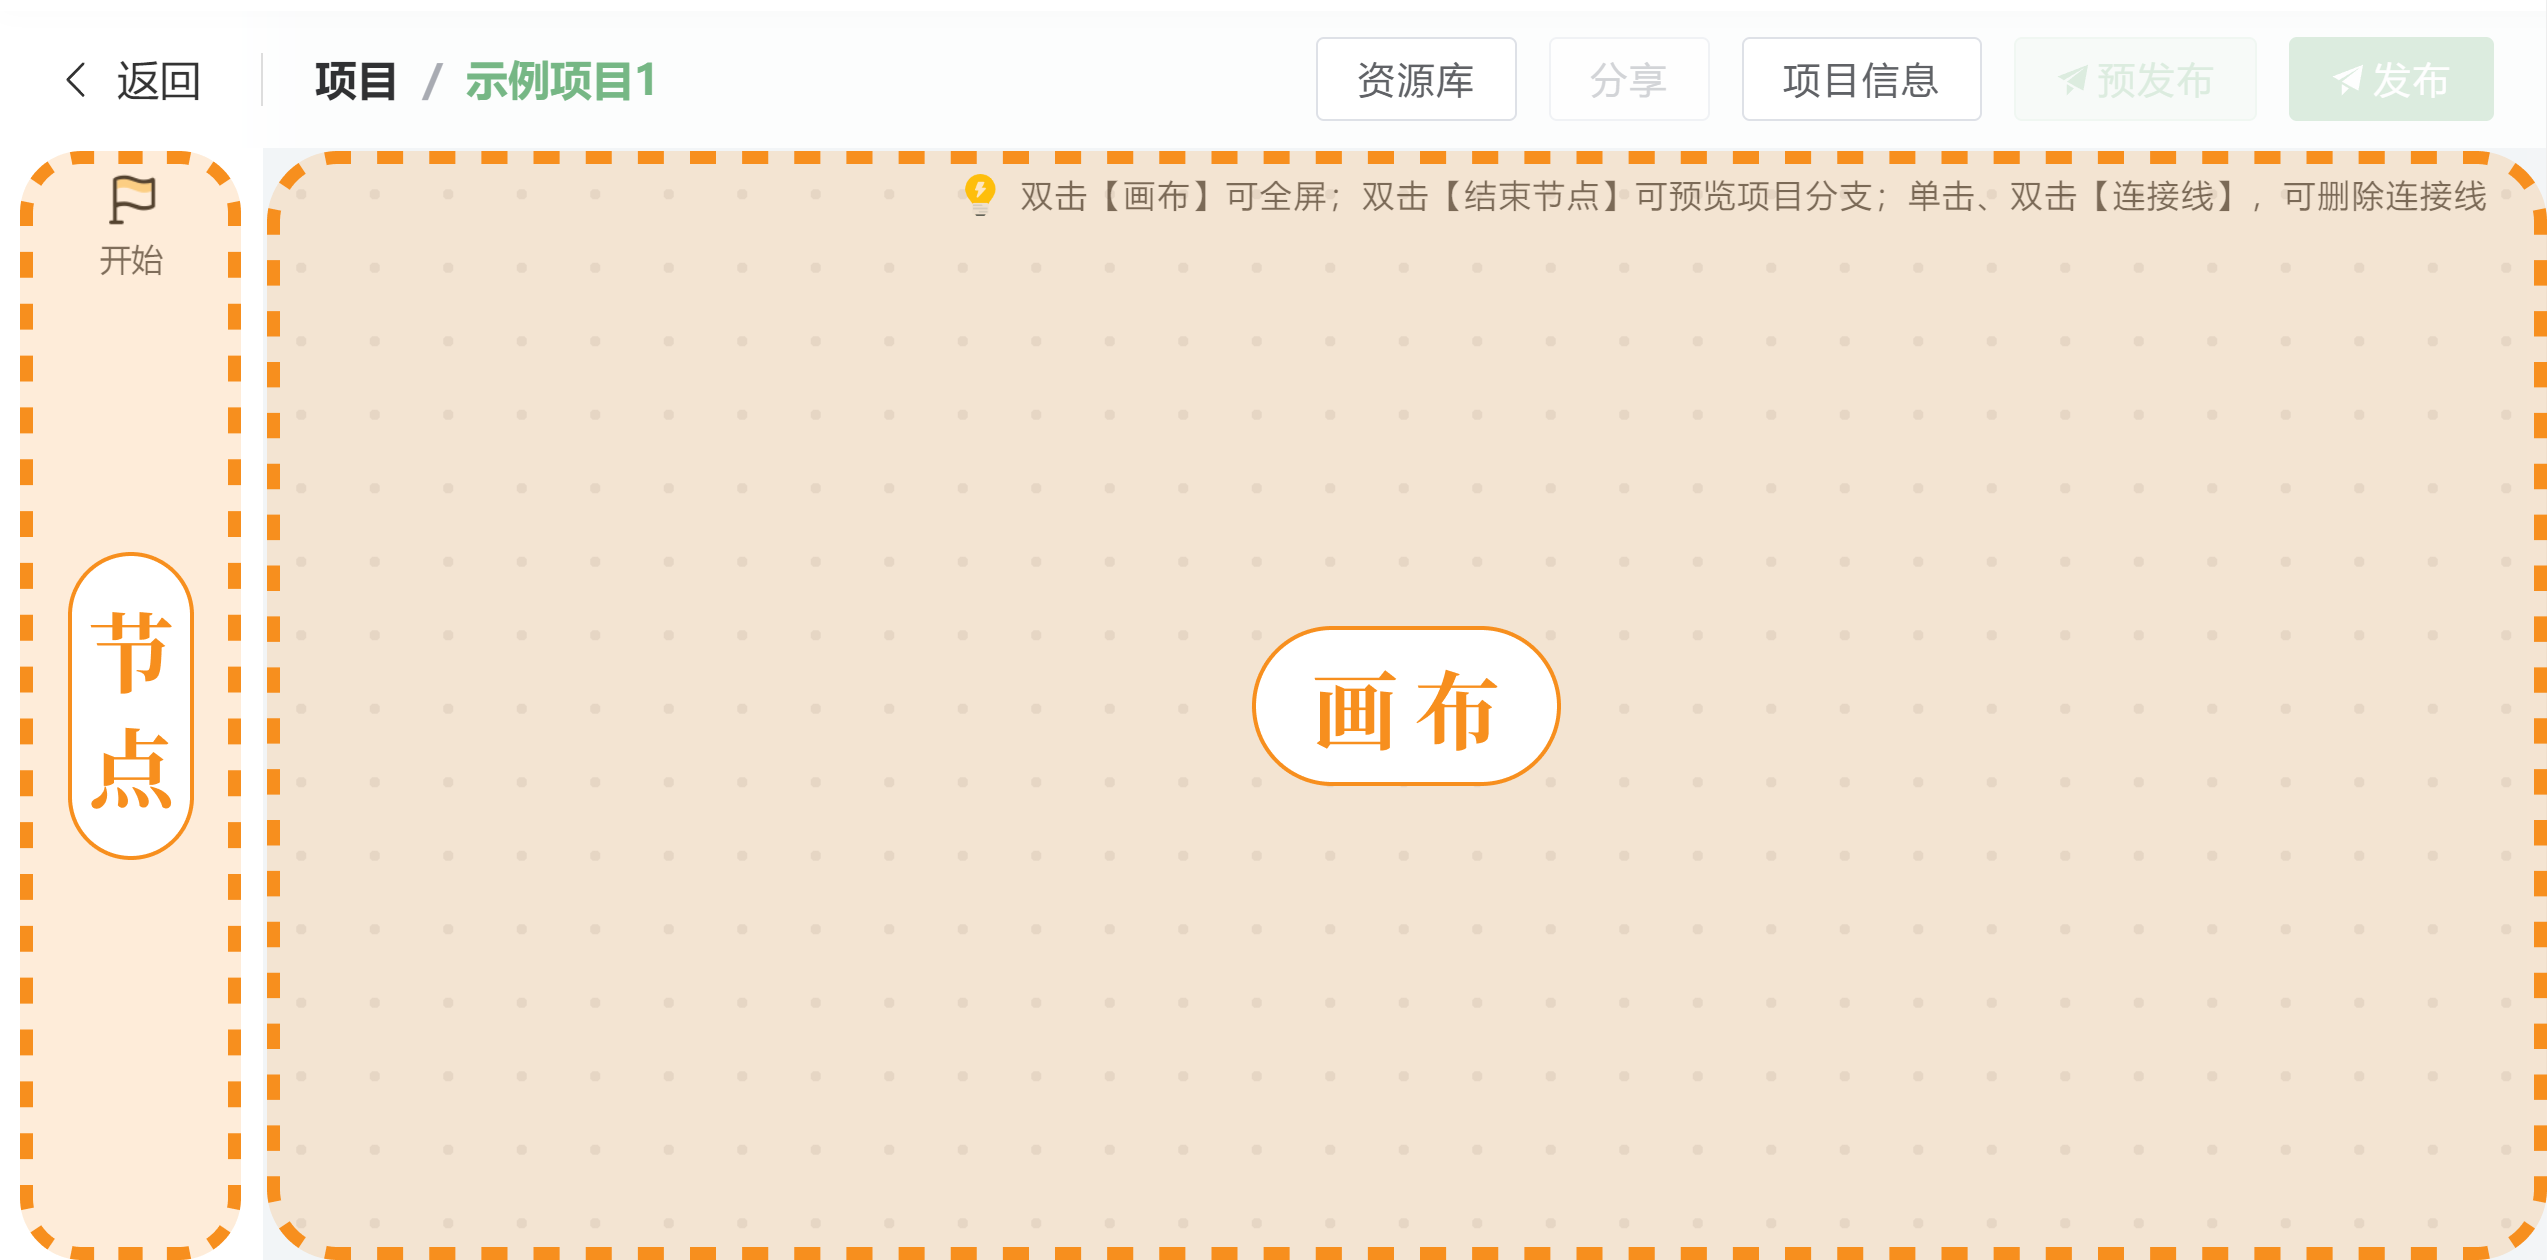 返回 项目 / 示例项目1 资源库 分享 项目信息 预发布 发布
双击【画布】可全屏；双击【结束节点】可预览项目分支；单击、双击【连接线】，可删除连接线
开始
节点
画布